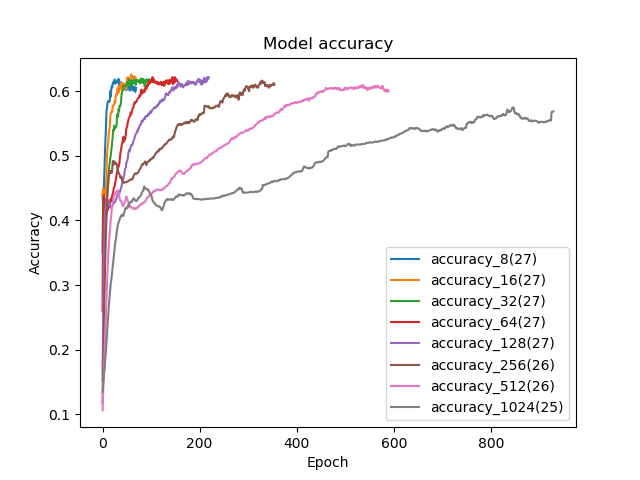 Model accuracy
Accuracy
0.6
0.5
0.4
0.3
0.2
0.1
0
200
400
600
800
Epoch
accuracy_8(27)
accuracy_16(27)
accuracy_32(27)
accuracy_64(27)
accuracy_128(27)
accuracy_256(26)
accuracy_512(26)
accuracy_1024(25)